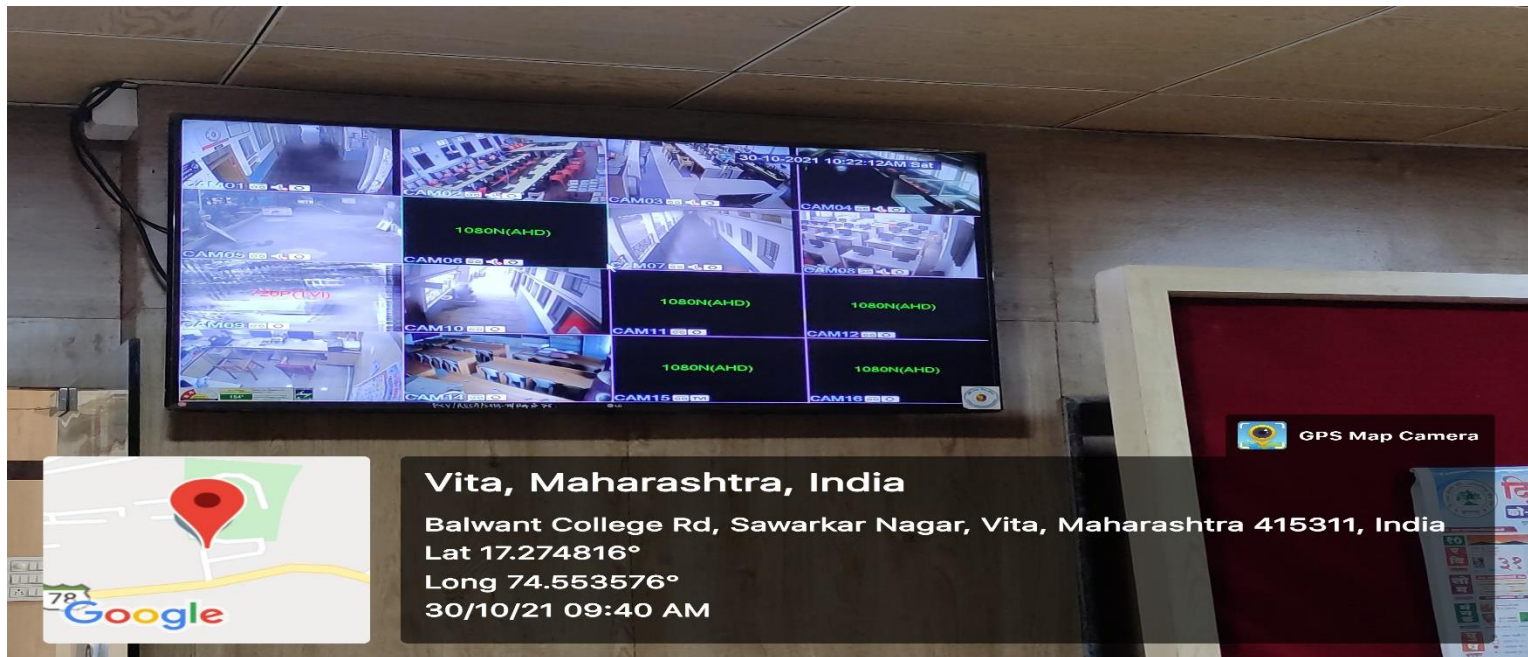 30-10-2021 10:22:12AM Sat
CAM01
CAM02
CAM03
CAM04
1080N(AHD)
CAM05
CAM06
CAM07
CAM08
720P(TVI)
1080N(AHD)
1080N(AHD)
CAM09
CAM10
CAM11
CAM12
1080N(AHD)
1080N(AHD)
CAM14
CAM15
CAM16
GPS Map Camera
Vita, Maharashtra, India
Balwant College Rd, Sawarkar Nagar, Vita, Maharashtra 415311, India
Lat 17.274816°
Long 74.553576°
30/10/21 09:40 AM
78
Google
३१